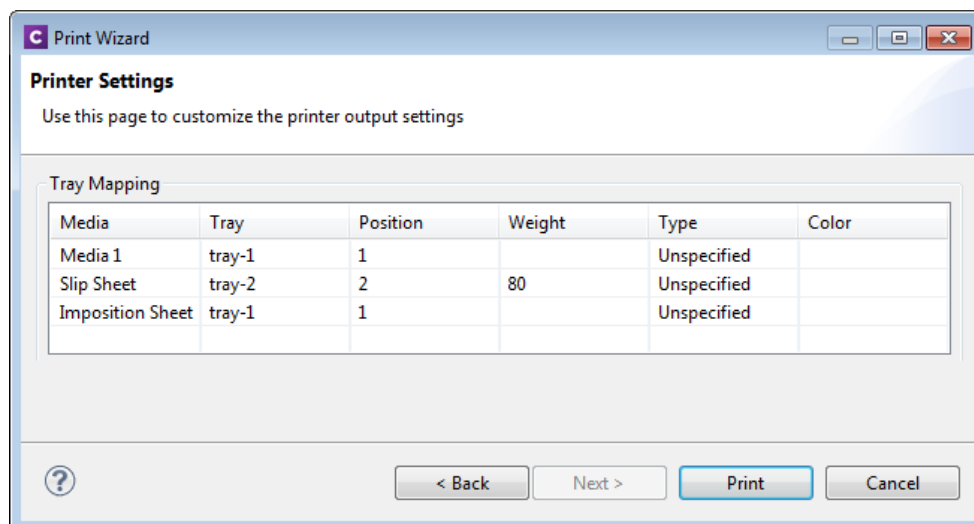 C Print Wizard
Printer Settings
Use this page to customize the printer output settings
Tray Mapping
Media Tray Position Weight Type Color
Media 1 tray-1 1 Unspecified
Slip Sheet tray-2 2 80 Unspecified
Imposition Sheet tray-1 1 Unspecified
? < Back Next > Print Cancel